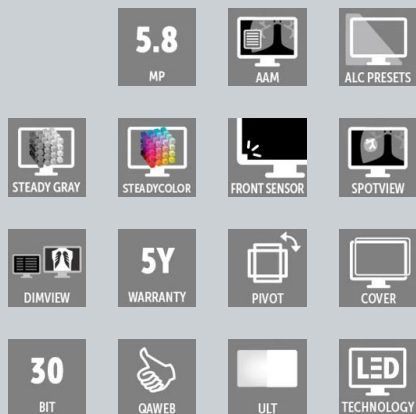 5.8
MP
AAM
ALC PRESETS
STEADY GRAY
STEADYCOLOR
FRONT SENSOR
SPOTVIEW
DIMVIEW
5Y
WARRANTY
PIVOT
COVER
30
BIT
QAWEB
ULT
LED
TECHNOLOGY